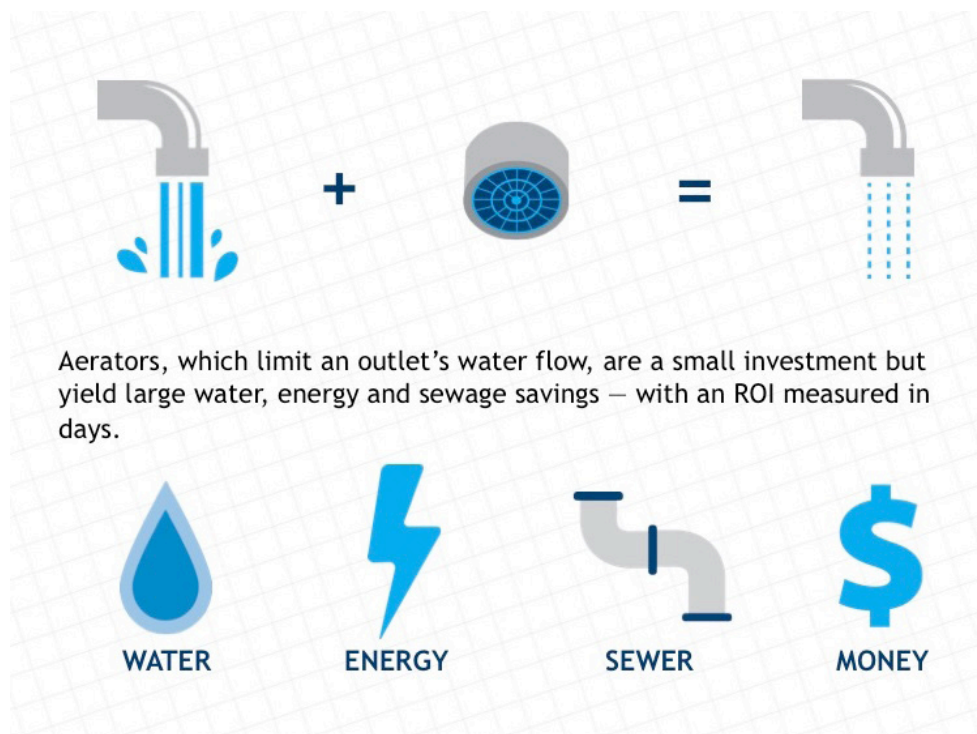 + =
Aerators, which limit an outlet’s water flow, are a small investment but
yield large water, energy and sewage savings — with an ROI measured in
days.
$
WATER ENERGY SEWER MONEY